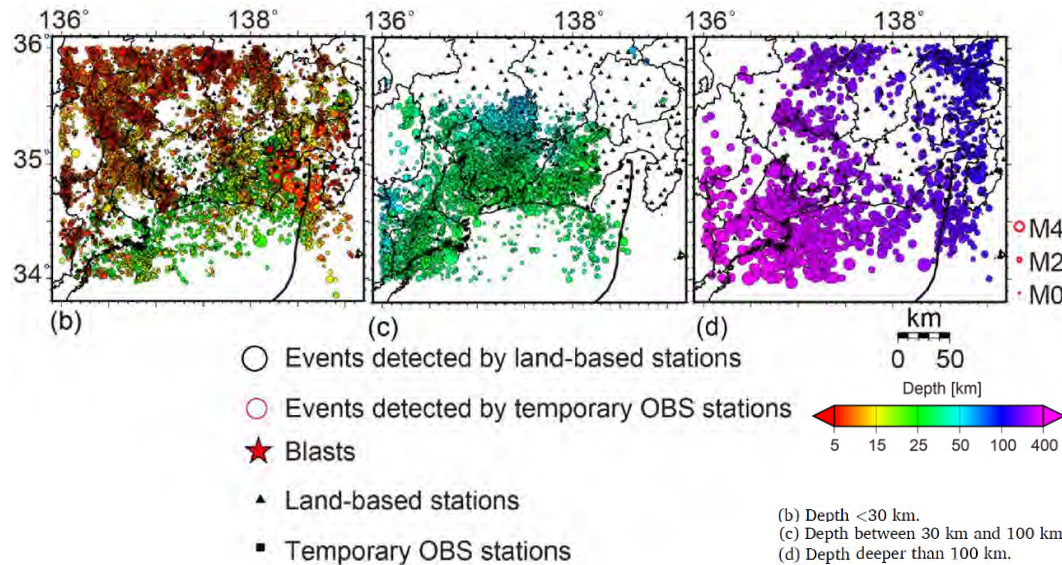 136° 138° 136° 138° 136° 138°
36°
35°
34°
M4
M2
M0
(b) (c) (d)
km
0 50
Events detected by land-based stations
Events detected by temporary OBS stations
Blasts
Land-based stations
Temporary OBS stations
Depth [km]
5 15 25 50 100 400
(b) Depth <30 km.
(c) Depth between 30 km and 100 km
(d) Depth deeper than 100 km.